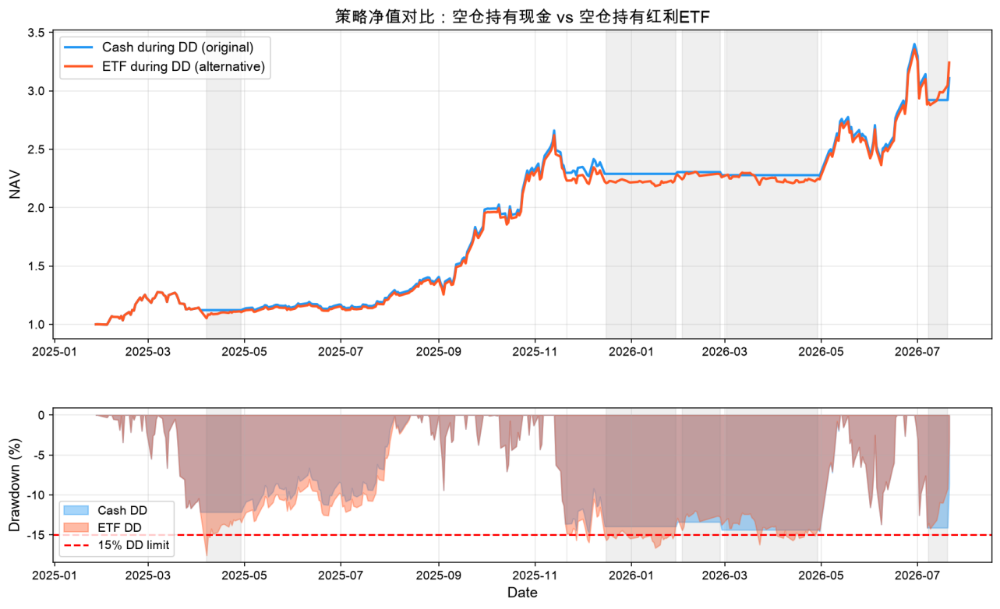 策略净值对比：空仓持有现金 vs 空仓持有红利ETF
Cash during DD (original)
ETF during DD (alternative)
NAV
3.5
3.0
2.5
2.0
1.5
1.0
2025-01 2025-03 2025-05 2025-07 2025-09 2025-11 2026-01 2026-03 2026-05 2026-07
Drawdown (%)
0
-5
-10
-15
Cash DD
ETF DD
15% DD limit
2025-01 2025-03 2025-05 2025-07 2025-09 2025-11 2026-01 2026-03 2026-05 2026-07
Date